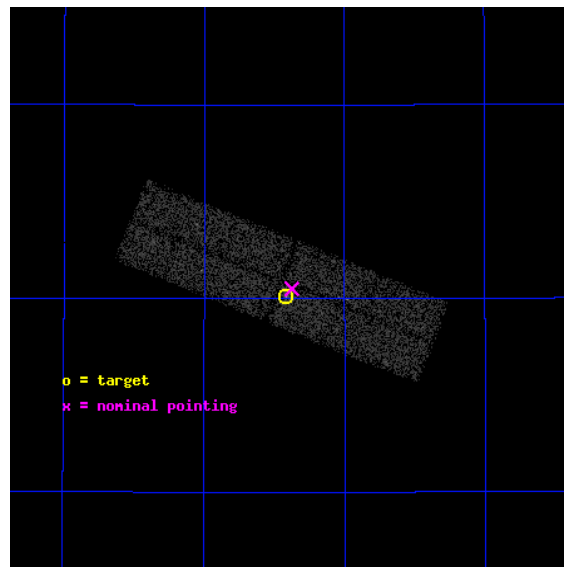 o = target
x = nominal pointing